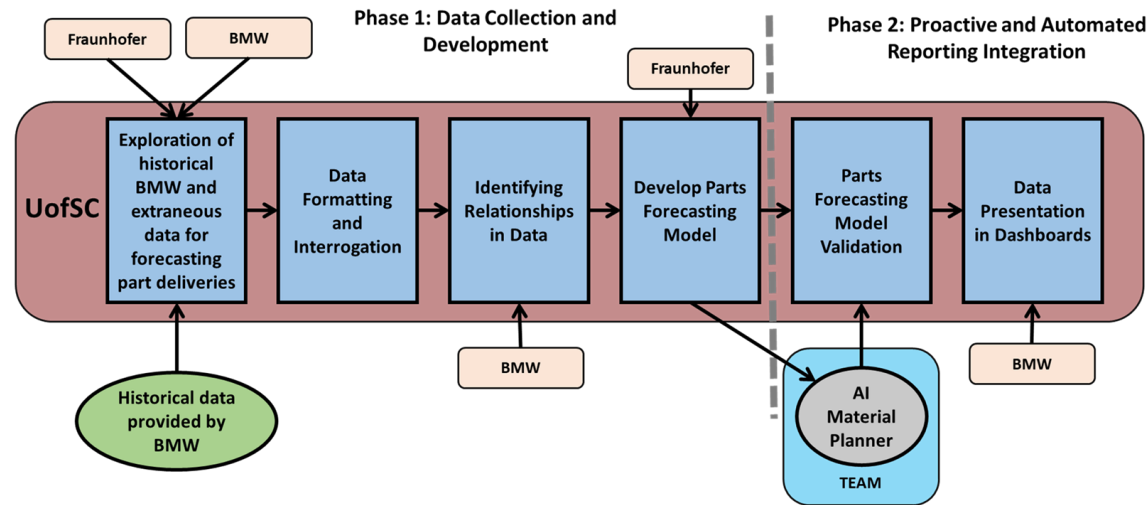 Phase 1: Data Collection and
Development
Phase 2: Proactive and Automated
Reporting Integration
Fraunhofer
BMW
Fraunhofer
UofSC
Exploration of
historical
BMW and
extraneous
data for
forecasting
part deliveries
Data
Formatting
and
Interrogation
Identifying
Relationships
in Data
Develop Parts
Forecasting
Model
Parts
Forecasting
Model
Validation
Data
Presentation
in Dashboards
BMW
BMW
Historical data
provided by
BMW
AI
Material
Planner
TEAM